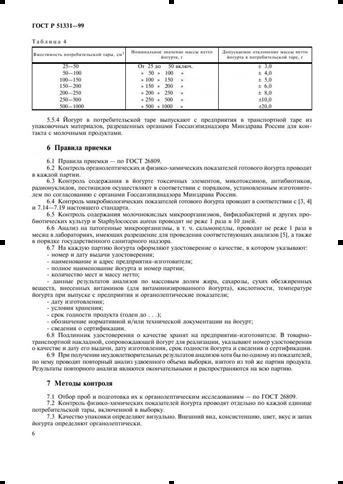 ГОСТ Р 51331—99
Таблица 4
Вместимость потребительской тары, см³ Номинальное значение массы нетто йогурта, г Допускаемое отклонение массы нетто йогурта в потребительской таре, г
25—50 От 25 до 50 включ. ± 3,0
50—100 » 50 » 100 » ± 4,0
100—150 » 100 » 150 » ± 5,0
150—200 » 150 » 200 » ± 6,0
200—250 » 200 » 250 » ± 8,0
250—500 » 250 » 500 » ±10,0
500—1000 » 500 » 1000 » ±20,0
5.5.4 Йогурт в потребительской таре выпускают с предприятия в транспортной таре из
упаковочных материалов, разрешенных органами Госсанэпиднадзора Минздрава России для кон-
такта с молочными продуктами.
6 Правила приемки
6.1 Правила приемки — по ГОСТ 26809.
6.2 Контроль органолептических и физико-химических показателей готового йогурта проводят
в каждой партии.
6.3 Контроль содержания в йогурте токсичных элементов, микотоксинов, антибиотиков,
радионуклидов, пестицидов осуществляют в соответствии с порядком, установленным изготовите-
лем по согласованию с органами Госсанэпиднадзора Минздрава России.
6.4 Контроль микробиологических показателей готового йогурта проводят в соответствии с [3, 4]
и 7.14—7.19 настоящего стандарта.
6.5 Контроль содержания молочнокислых микроорганизмов, бифидобактерий и других про-
биотических культур и Staphylococcus aureus проводят не реже 1 раза в 10 дней.
6.6 Анализ на патогенные микроорганизмы, в т. ч. сальмонеллы, проводят не реже 1 раза в
месяц в лабораториях, имеющих разрешение для проведения соответствующих анализов [5], а также
в порядке государственного санитарного надзора.
6.7 На каждую партию йогурта оформляют удостоверение о качестве, в котором указывают:
- номер и дату выдачи удостоверения;
- наименование и адрес предприятия-изготовителя;
- полное наименование йогурта и номер партии;
- количество мест и массу нетто;
- данные результатов анализов по массовым долям жира, сахарозы, сухих обезжиренных
веществ, внесенных витаминов (для витаминизированного йогурта), кислотности, температуре
йогурта при выпуске с предприятия и органолептические показатели;
- дату изготовления;
- условия хранения;
- срок годности продукта (годен до . . .);
- обозначение нормативной и/или технической документации на йогурт;
- сведения о сертификации.
6.8 Подлинник удостоверения о качестве хранят на предприятии-изготовителе. В товарно-
транспортной накладной, сопровождающей йогурт для реализации, указывают номер удостоверения
о качестве и дату его выдачи, дату изготовления, срок годности йогурта и сведения о сертификации.
6.9 При получении неудовлетворительных результатов анализов хотя бы по одному из показателей,
по нему проводят повторный анализ удвоенного объема выборки, взятого из той же партии продукта.
Результаты повторного анализа являются окончательными и распространяются на всю партию.
7 Методы контроля
7.1 Отбор проб и подготовка их к органолептическим исследованиям — по ГОСТ 26809.
7.2 Контроль физико-химических показателей йогурта проводят отдельно по каждой единице
потребительской тары, включенной в выборку.
7.3 Качество упаковки определяют визуально. Внешний вид, консистенцию, цвет, вкус и запах
йогурта определяют органолептически.
6